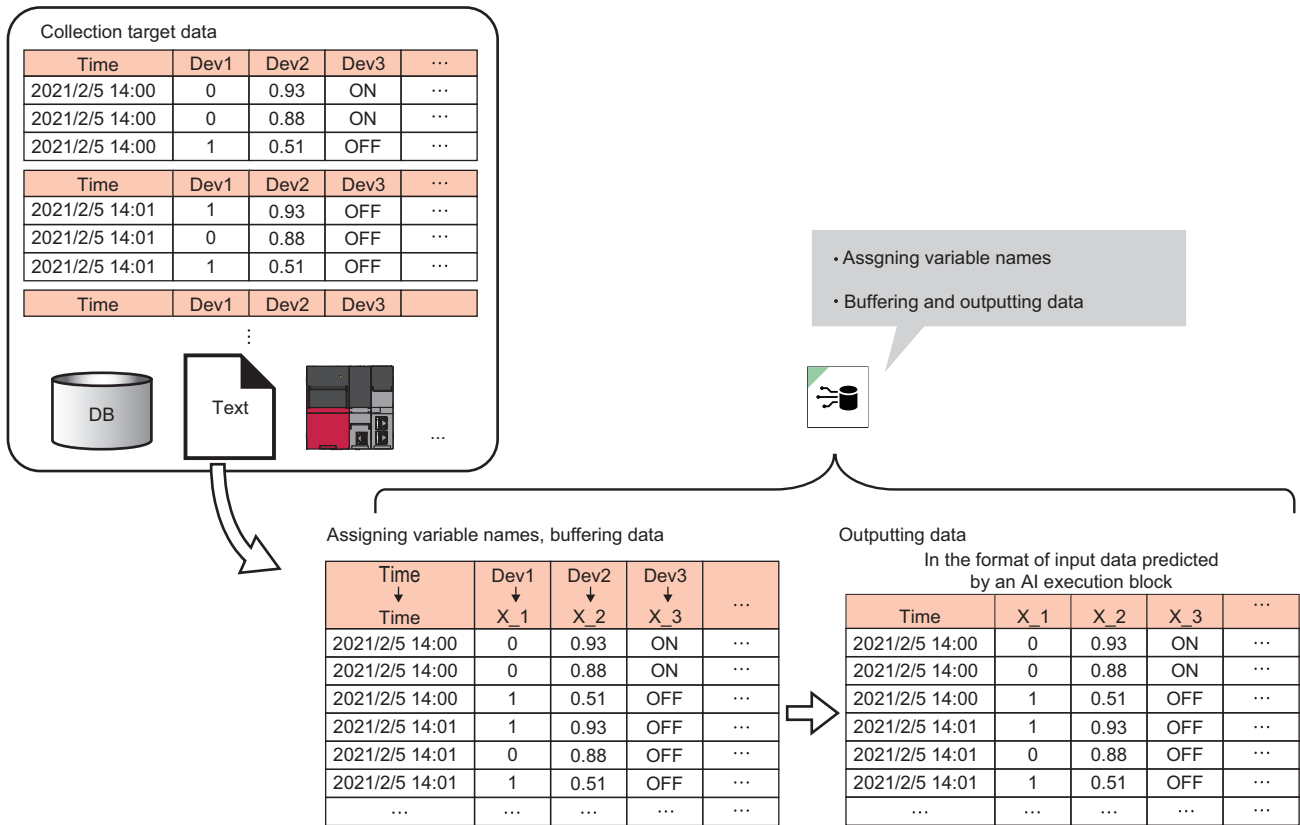 Collection target data
Time Dev1 Dev2 Dev3 …
2021/2/5 14:00 0 0.93 ON …
2021/2/5 14:00 0 0.88 ON …
2021/2/5 14:00 1 0.51 OFF …
Time Dev1 Dev2 Dev3 …
2021/2/5 14:01 1 0.93 OFF …
2021/2/5 14:01 0 0.88 OFF …
2021/2/5 14:01 1 0.51 OFF …
Time Dev1 Dev2 Dev3
⋮
DB
Text
…
・Assgning variable names
・Buffering and outputting data
Assigning variable names, buffering data
Time Dev1 Dev2 Dev3 …
↓ ↓ ↓ ↓
Time X_1 X_2 X_3
2021/2/5 14:00 0 0.93 ON …
2021/2/5 14:00 0 0.88 ON …
2021/2/5 14:00 1 0.51 OFF …
2021/2/5 14:01 1 0.93 OFF …
2021/2/5 14:01 0 0.88 OFF …
2021/2/5 14:01 1 0.51 OFF …
… … … … …
Outputting data
In the format of input data predicted
by an AI execution block
Time X_1 X_2 X_3 …
2021/2/5 14:00 0 0.93 ON …
2021/2/5 14:00 0 0.88 ON …
2021/2/5 14:00 1 0.51 OFF …
2021/2/5 14:01 1 0.93 OFF …
2021/2/5 14:01 0 0.88 OFF …
2021/2/5 14:01 1 0.51 OFF …
… … … … …